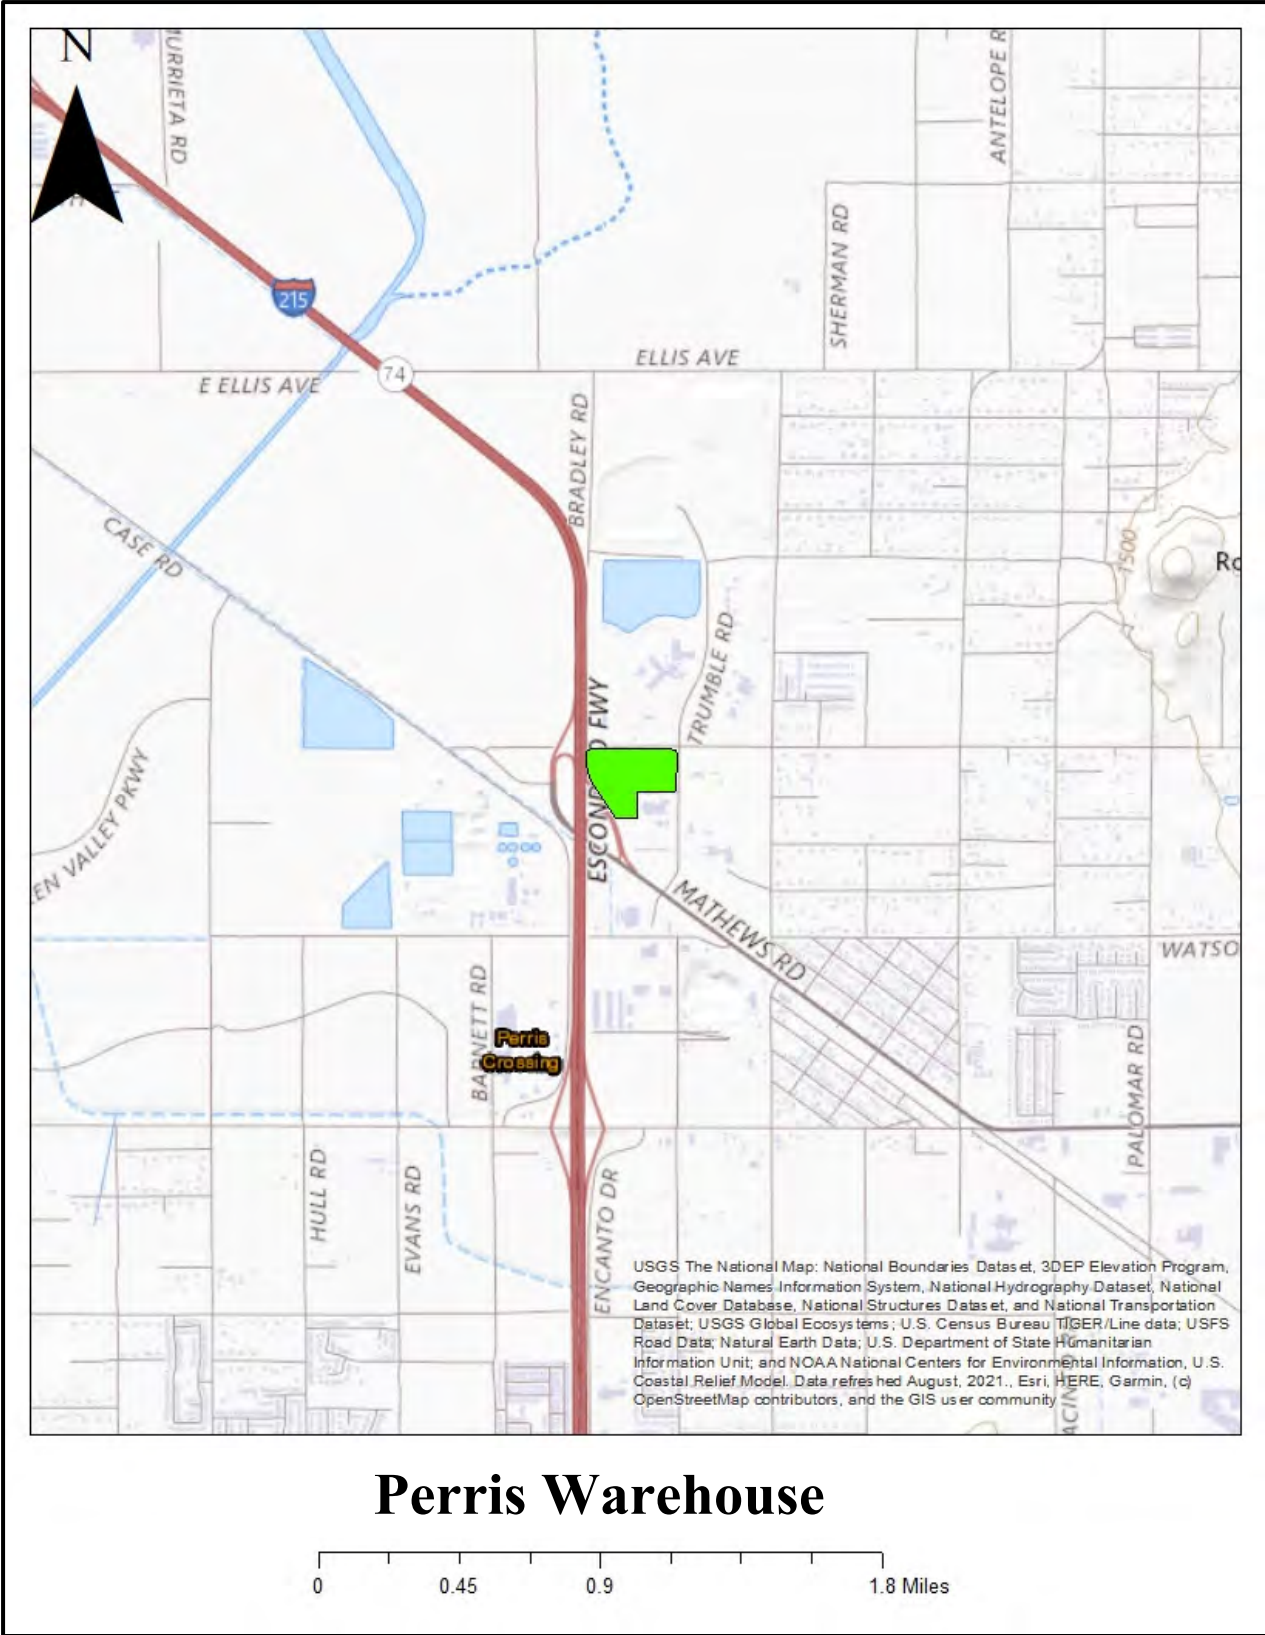 N
MURRIETA RD
ANTELOPE R
SHERMAN RD
215
ELLIS AVE
74
E ELLIS AVE
BRADLEY RD
CASE RD
1500
Ro
TRUMBLE RD
ESCOND O FWY
EEN VALLEY PKWY
MATHEWS RD
WATSO
BARNETT RD
Perris
Crossing
PALOMAR RD
HULL RD
EVANS RD
ENCANTO DR
USGS The National Map: National Boundaries Dataset, 3DEP Elevation Program,
Geographic Names Information System, National Hydrography Dataset, National
Land Cover Database, National Structures Dataset, and National Transportation
Dataset; USGS Global Ecosystems; U.S. Census Bureau TIGER/Line data; USFS
Road Data; Natural Earth Data; U.S. Department of State Humanitarian
Information Unit; and NOAA National Centers for Environmental Information, U.S.
Coastal Relief Model. Data refreshed August, 2021., Esri, HERE, Garmin, (c)
OpenStreetMap contributors, and the GIS user community
Perris Warehouse
0 0.45 0.9 1.8 Miles